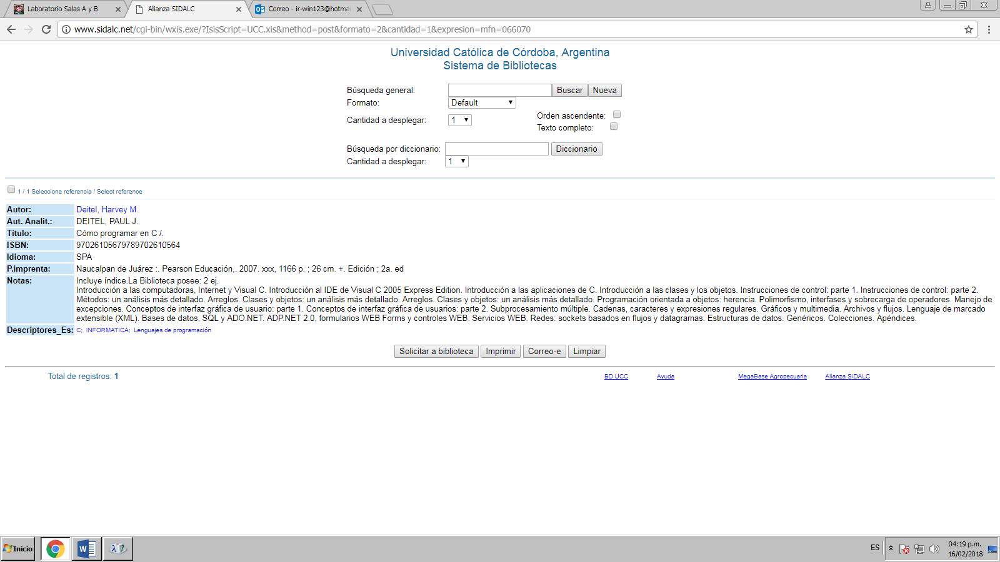 Laboratorio Salas A y B
Alianza SIDALC
Correo - ir-win123@hotmai
www.sidalc.net/cgi-bin/wxis.exe/?IsisScript=UCC.xis&method=post&formato=2&cantidad=1&expresion=mfn=066070
Universidad Católica de Córdoba, Argentina
Sistema de Bibliotecas
Búsqueda general: Buscar Nueva
Formato: Default
Cantidad a desplegar: 1 Orden ascendente:
Texto completo:
Búsqueda por diccionario: Diccionario
Cantidad a desplegar: 1
1 / 1 Seleccione referencia / Select reference
Autor: Deitel, Harvey M.
Aut. Analit.: DEITEL, PAUL J.
Título: Cómo programar en C /.
ISBN: 97026105679789702610564
Idioma: SPA
P.imprenta: Naucalpan de Juárez :. Pearson Educación,. 2007. xxx, 1166 p. ; 26 cm. +. Edición ; 2a. ed
Notas: Incluye índice.La Biblioteca posee: 2 ej.
Introducción a las computadoras, Internet y Visual C. Introducción al IDE de Visual C 2005 Express Edition. Introducción a las aplicaciones de C. Introducción a las clases y los objetos. Instrucciones de control: parte 1. Instrucciones de control: parte 2.
Métodos: un análisis más detallado. Arreglos. Clases y objetos: un análisis más detallado. Arreglos. Clases y objetos: un análisis más detallado. Programación orientada a objetos: herencia. Polimorfismo, interfases y sobrecarga de operadores. Manejo de
excepciones. Conceptos de interfaz gráfica de usuario: parte 1. Conceptos de interfaz gráfica de usuarios: parte 2. Subprocesamiento múltiple. Cadenas, caracteres y expresiones regulares. Gráficos y multimedia. Archivos y flujos. Lenguaje de marcado
extensible (XML). Bases de datos, SQL y ADO.NET. ADP.NET 2.0, formularios WEB Forms y controles WEB. Servicios WEB. Redes: sockets basados en flujos y datagramas. Estructuras de datos. Genéricos. Colecciones. Apéndices.
Descriptores_Es: C; INFORMATICA; Lenguajes de programación
Solicitar a biblioteca Imprimir Correo-e Limpiar
Total de registros: 1 BD UCC Ayuda MegaBase Agropecuaria Alianza SIDALC
Inicio
ES
04:19 p.m.
16/02/2018